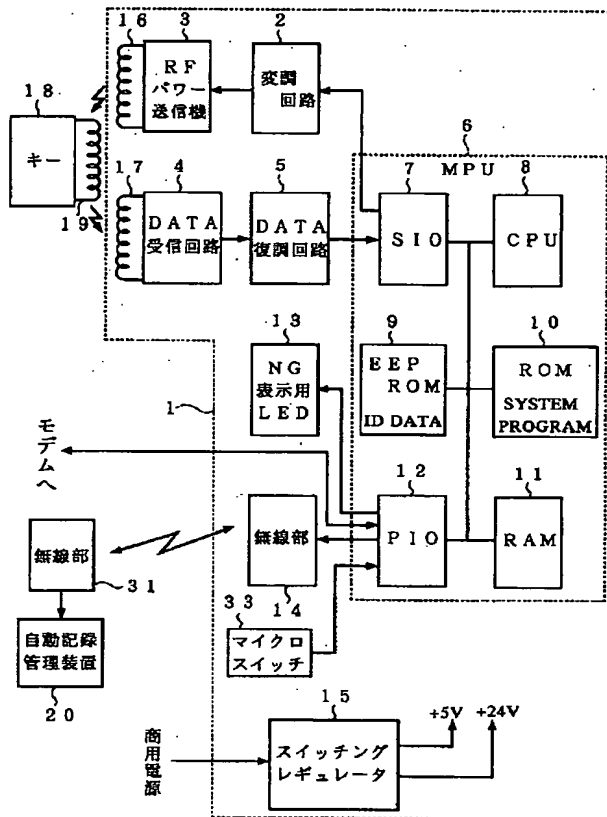 16
3
2
RF
パワー
送信機
変調
回路
18
キー
19
17
4
5
DATA
受信回路
DATA
復調回路
6
MPU
7
8
SIO
CPU
13
NG
表示用
LED
9
EEP
ROM
ID DATA
10
ROM
SYSTEM
PROGRAM
1
モデムへ
12
PIO
11
RAM
無線部
31
無線部
14
33
マイクロ
スイッチ
自動記録
管理装置
20
15
+5V
+24V
商用電源
スイッチング
レギュレータ